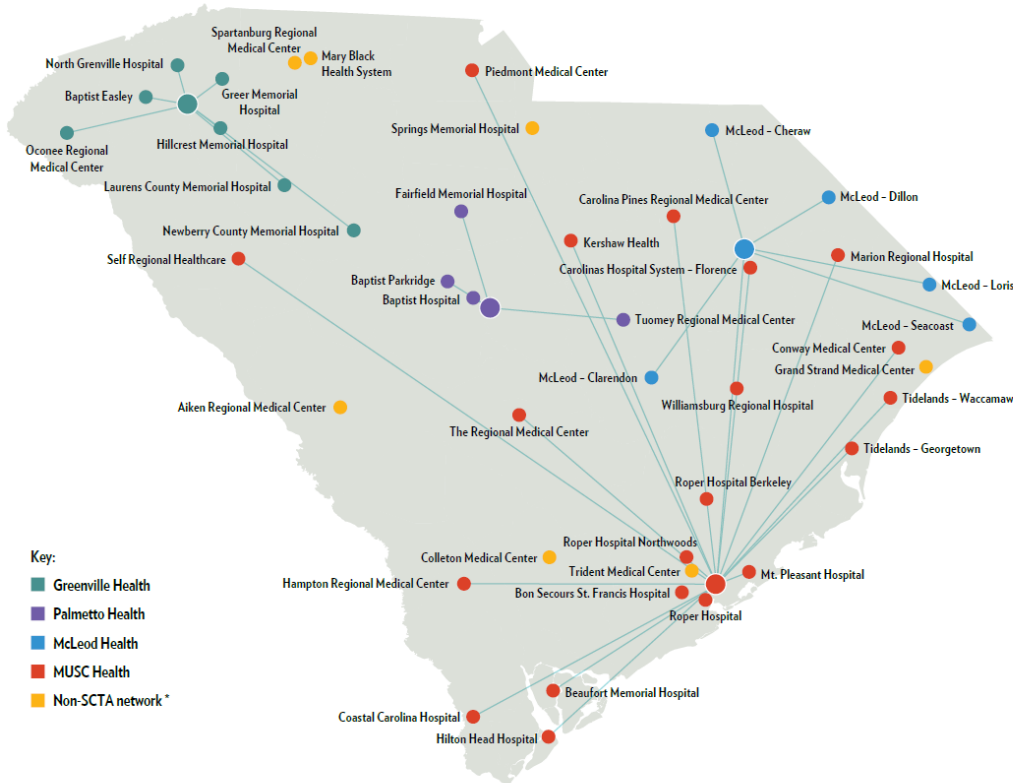 Spartanburg Regional
Medical Center
Mary Black
Health System
North Grenville Hospital
Piedmont Medical Center
Baptist Easley
Greer Memorial
Hospital
Springs Memorial Hospital
McLeod – Cheraw
Oconee Regional
Medical Center
Hillcrest Memorial Hospital
Laurens County Memorial Hospital
Fairfield Memorial Hospital
Carolina Pines Regional Medical Center
McLeod – Dillon
Newberry County Memorial Hospital
Kershaw Health
Self Regional Healthcare
Marion Regional Hospital
Carolinas Hospital System – Florence
Baptist Parkridge
McLeod – Loris
Baptist Hospital
Tuomey Regional Medical Center
McLeod – Seacoast
Conway Medical Center
Grand Strand Medical Center
McLeod – Clarendon
Tidelands – Waccamaw
Aiken Regional Medical Center
Williamsburg Regional Hospital
The Regional Medical Center
Tidelands – Georgetown
Roper Hospital Berkeley
Roper Hospital Northwoods
Colleton Medical Center
Trident Medical Center
Mt. Pleasant Hospital
Hampton Regional Medical Center
Bon Secours St. Francis Hospital
Roper Hospital
Beaufort Memorial Hospital
Coastal Carolina Hospital
Hilton Head Hospital
Key:
Greenville Health
Palmetto Health
McLeod Health
MUSC Health
Non-SCTA network *